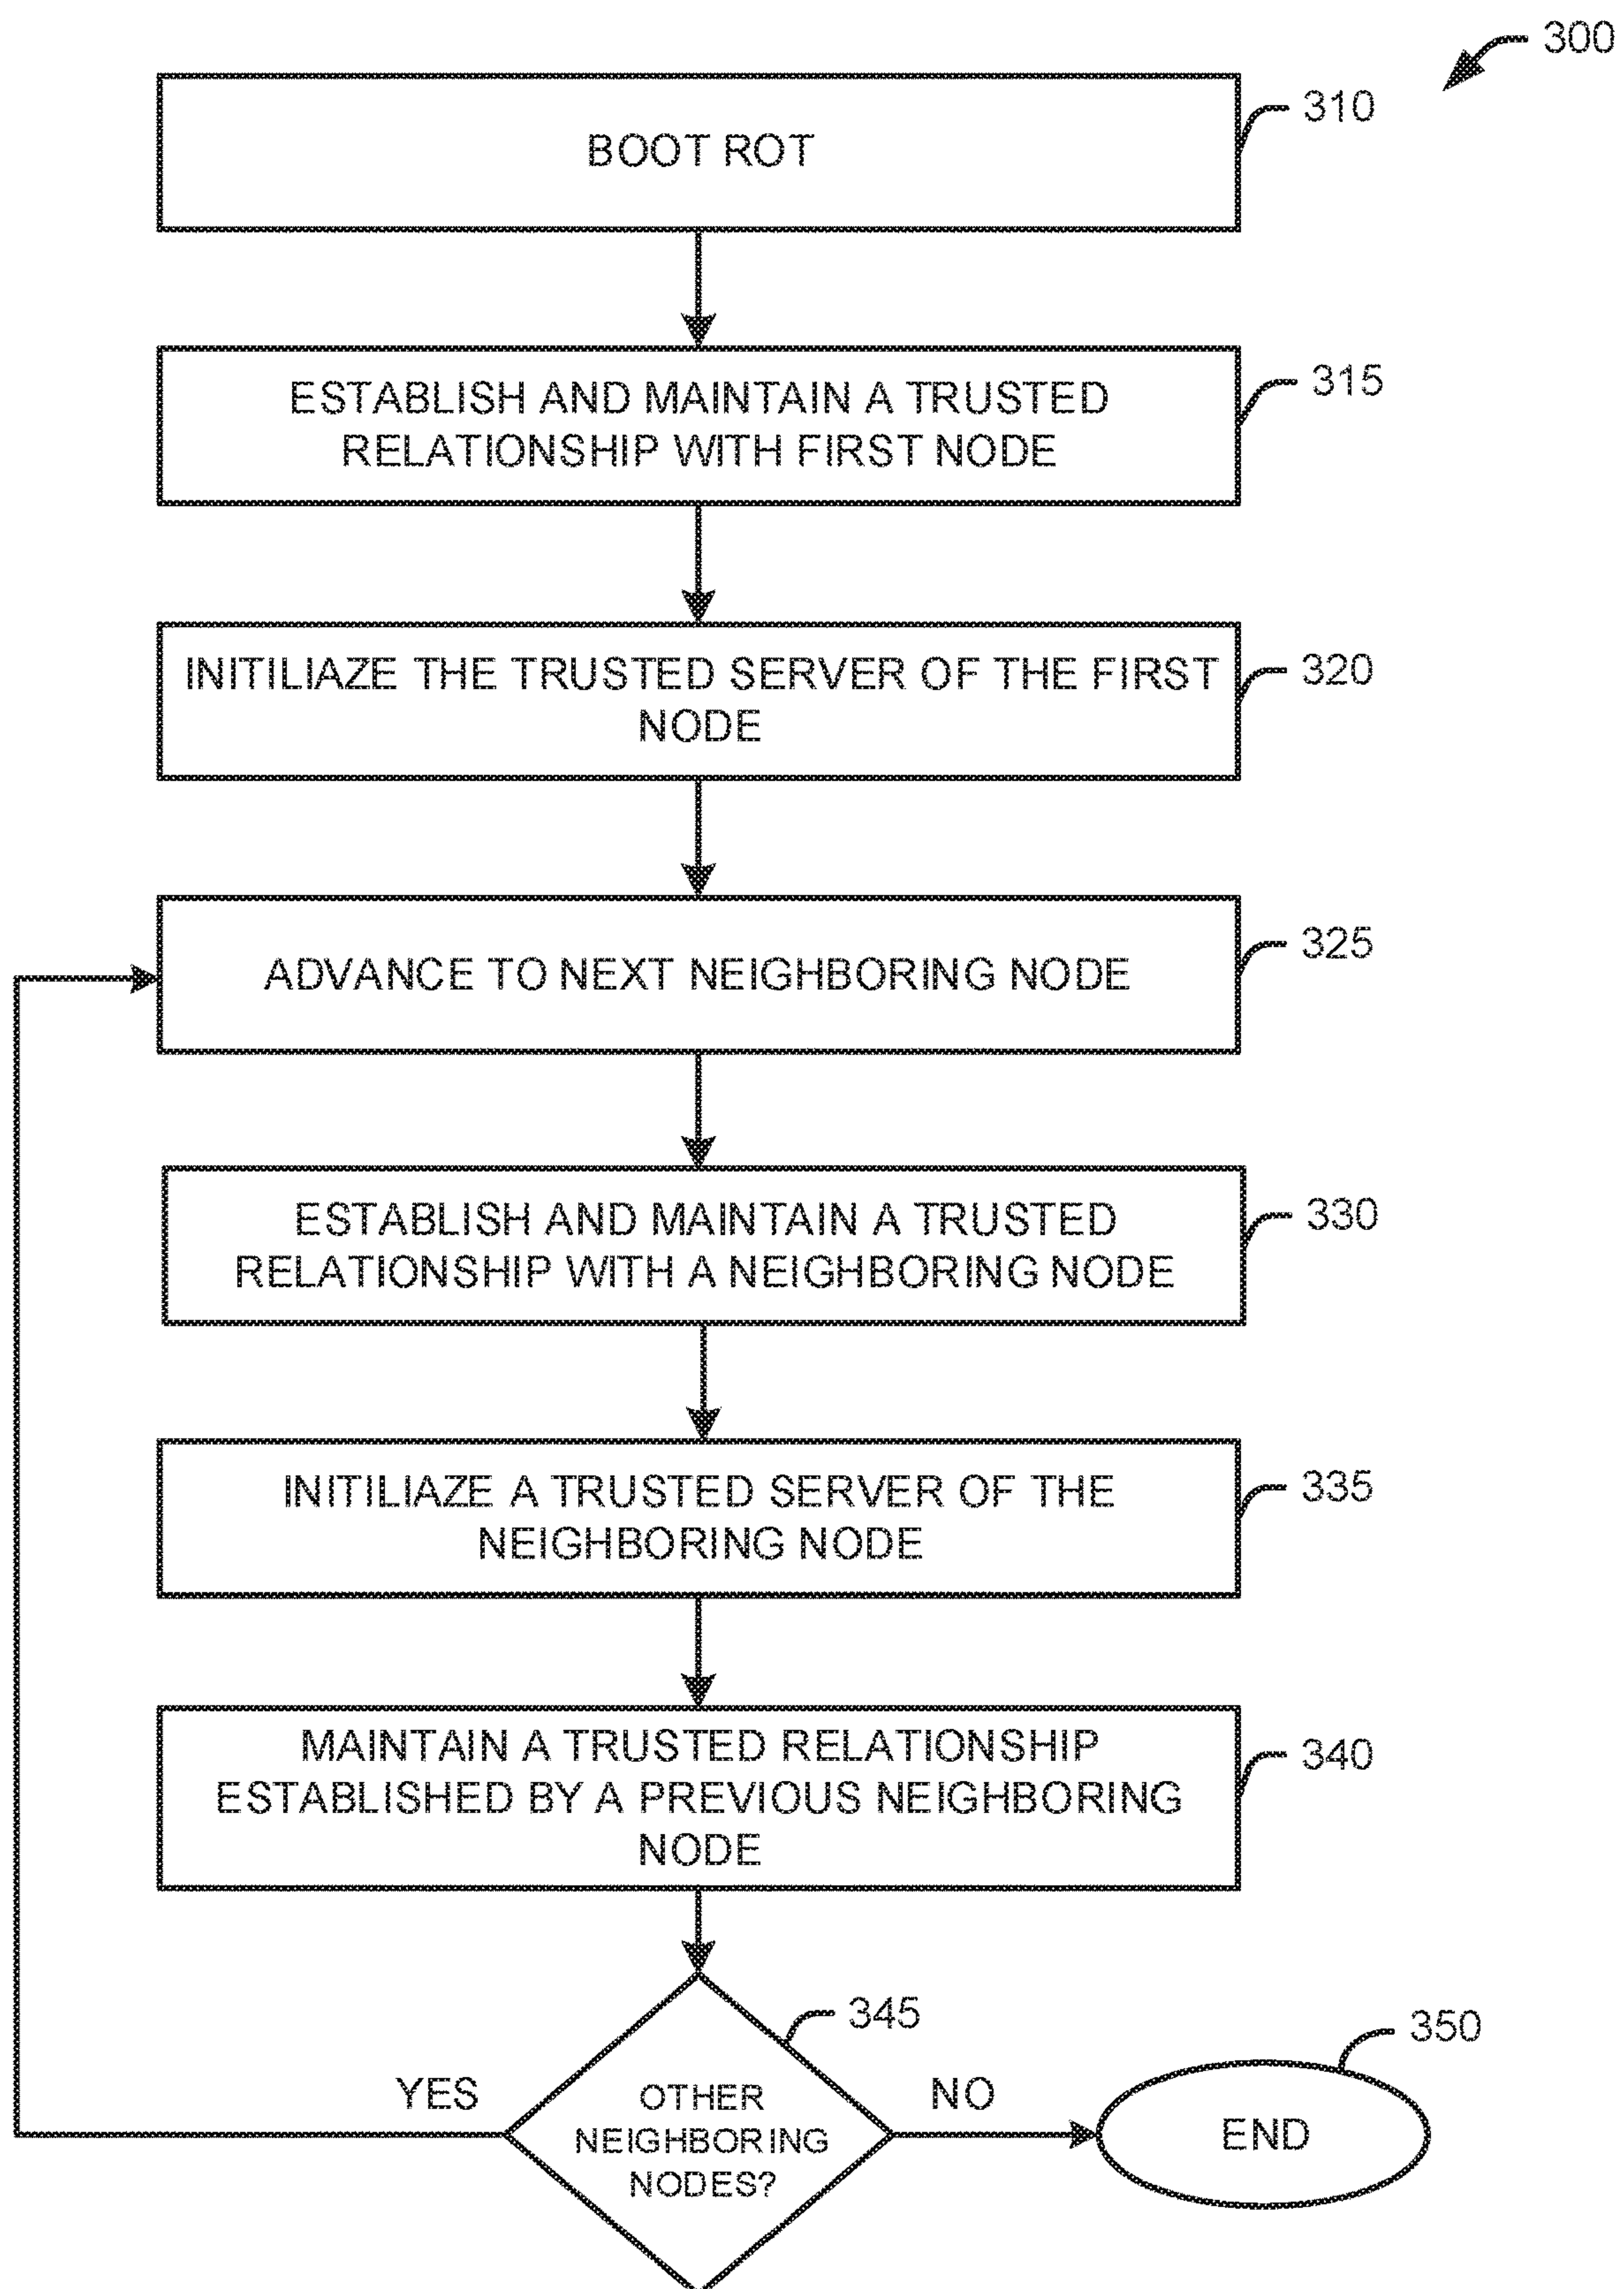 300
BOOT ROT
310
ESTABLISH AND MAINTAIN A TRUSTED
RELATIONSHIP WITH FIRST NODE
315
INITILIAZE THE TRUSTED SERVER OF THE FIRST
NODE
320
ADVANCE TO NEXT NEIGHBORING NODE
325
ESTABLISH AND MAINTAIN A TRUSTED
RELATIONSHIP WITH A NEIGHBORING NODE
330
INITILIAZE A TRUSTED SERVER OF THE
NEIGHBORING NODE
335
MAINTAIN A TRUSTED RELATIONSHIP
ESTABLISHED BY A PREVIOUS NEIGHBORING
NODE
340
345
YES
OTHER
NEIGHBORING
NODES?
NO
350
END